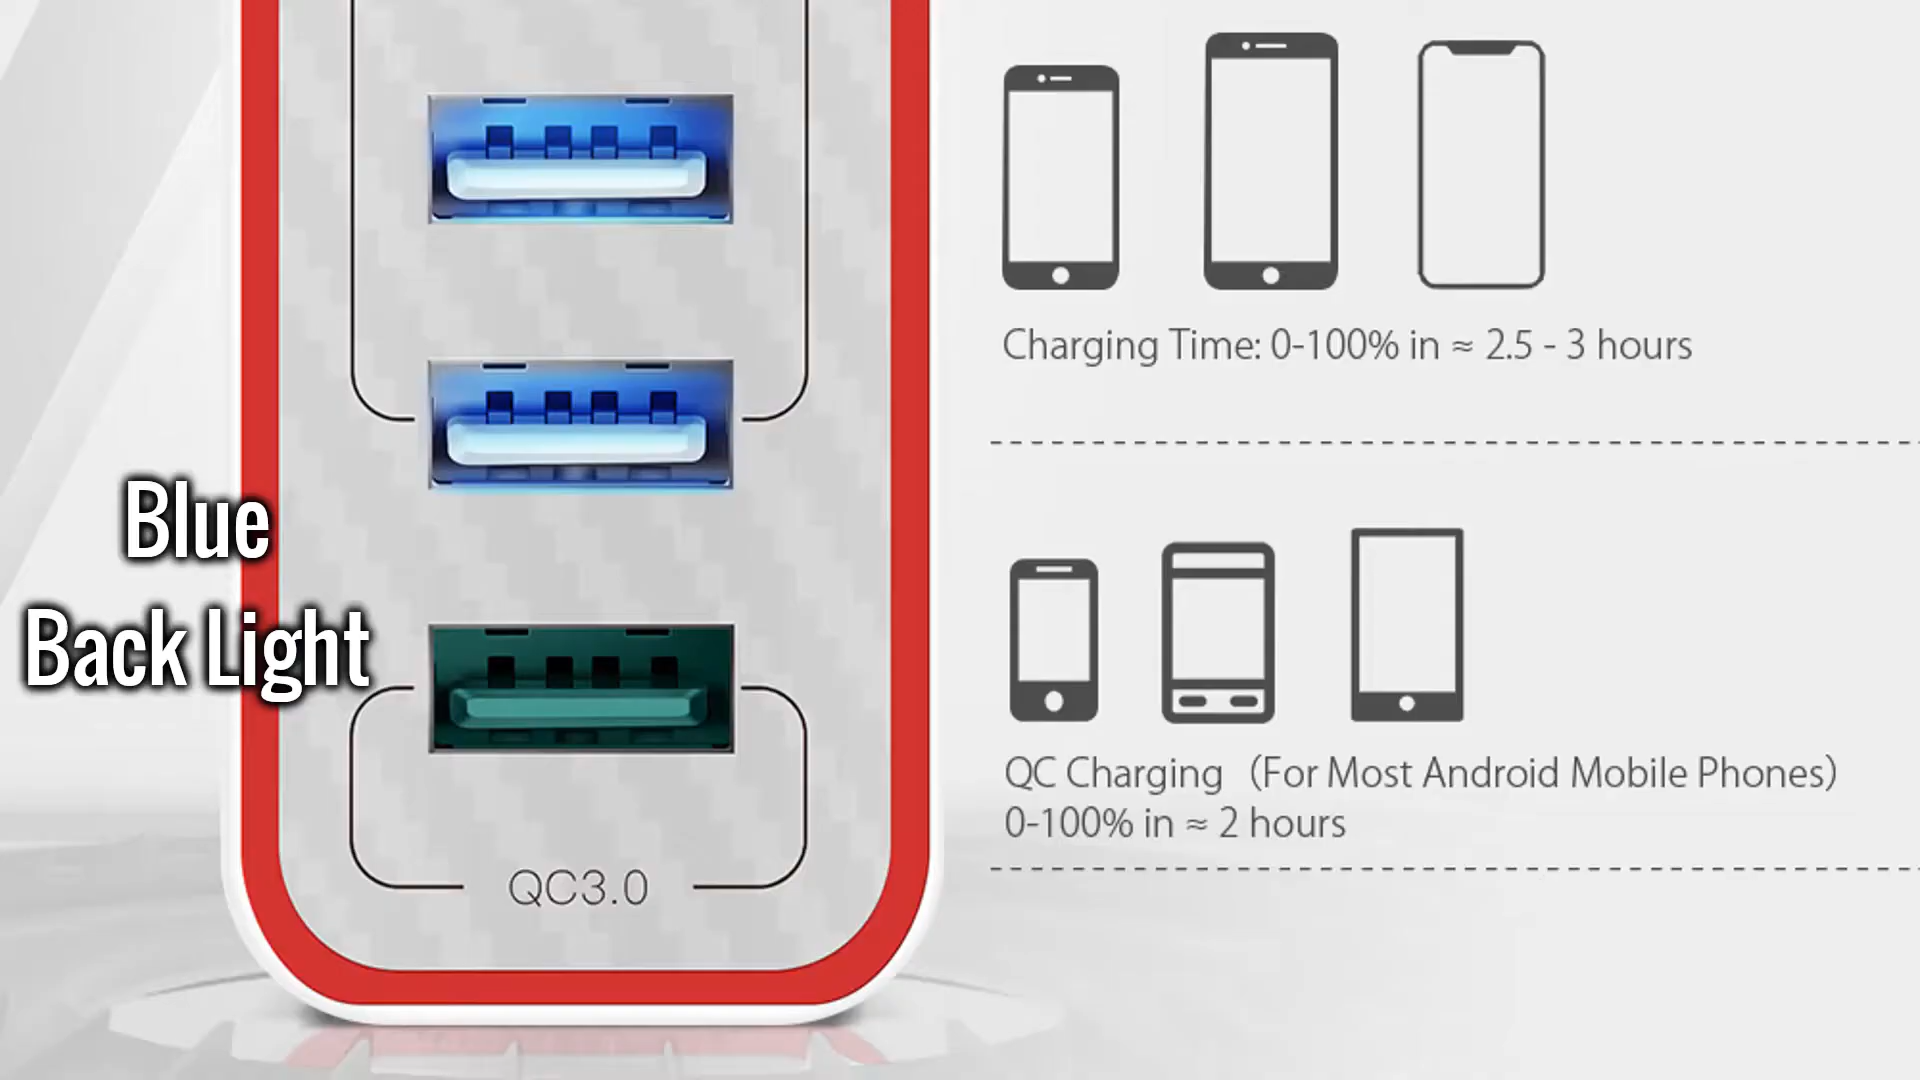 Blue
Back Light
QC3.0
Charging Time: 0-100% in ≈ 2.5 - 3 hours
QC Charging （For Most Android Mobile Phones）
0-100% in ≈ 2 hours